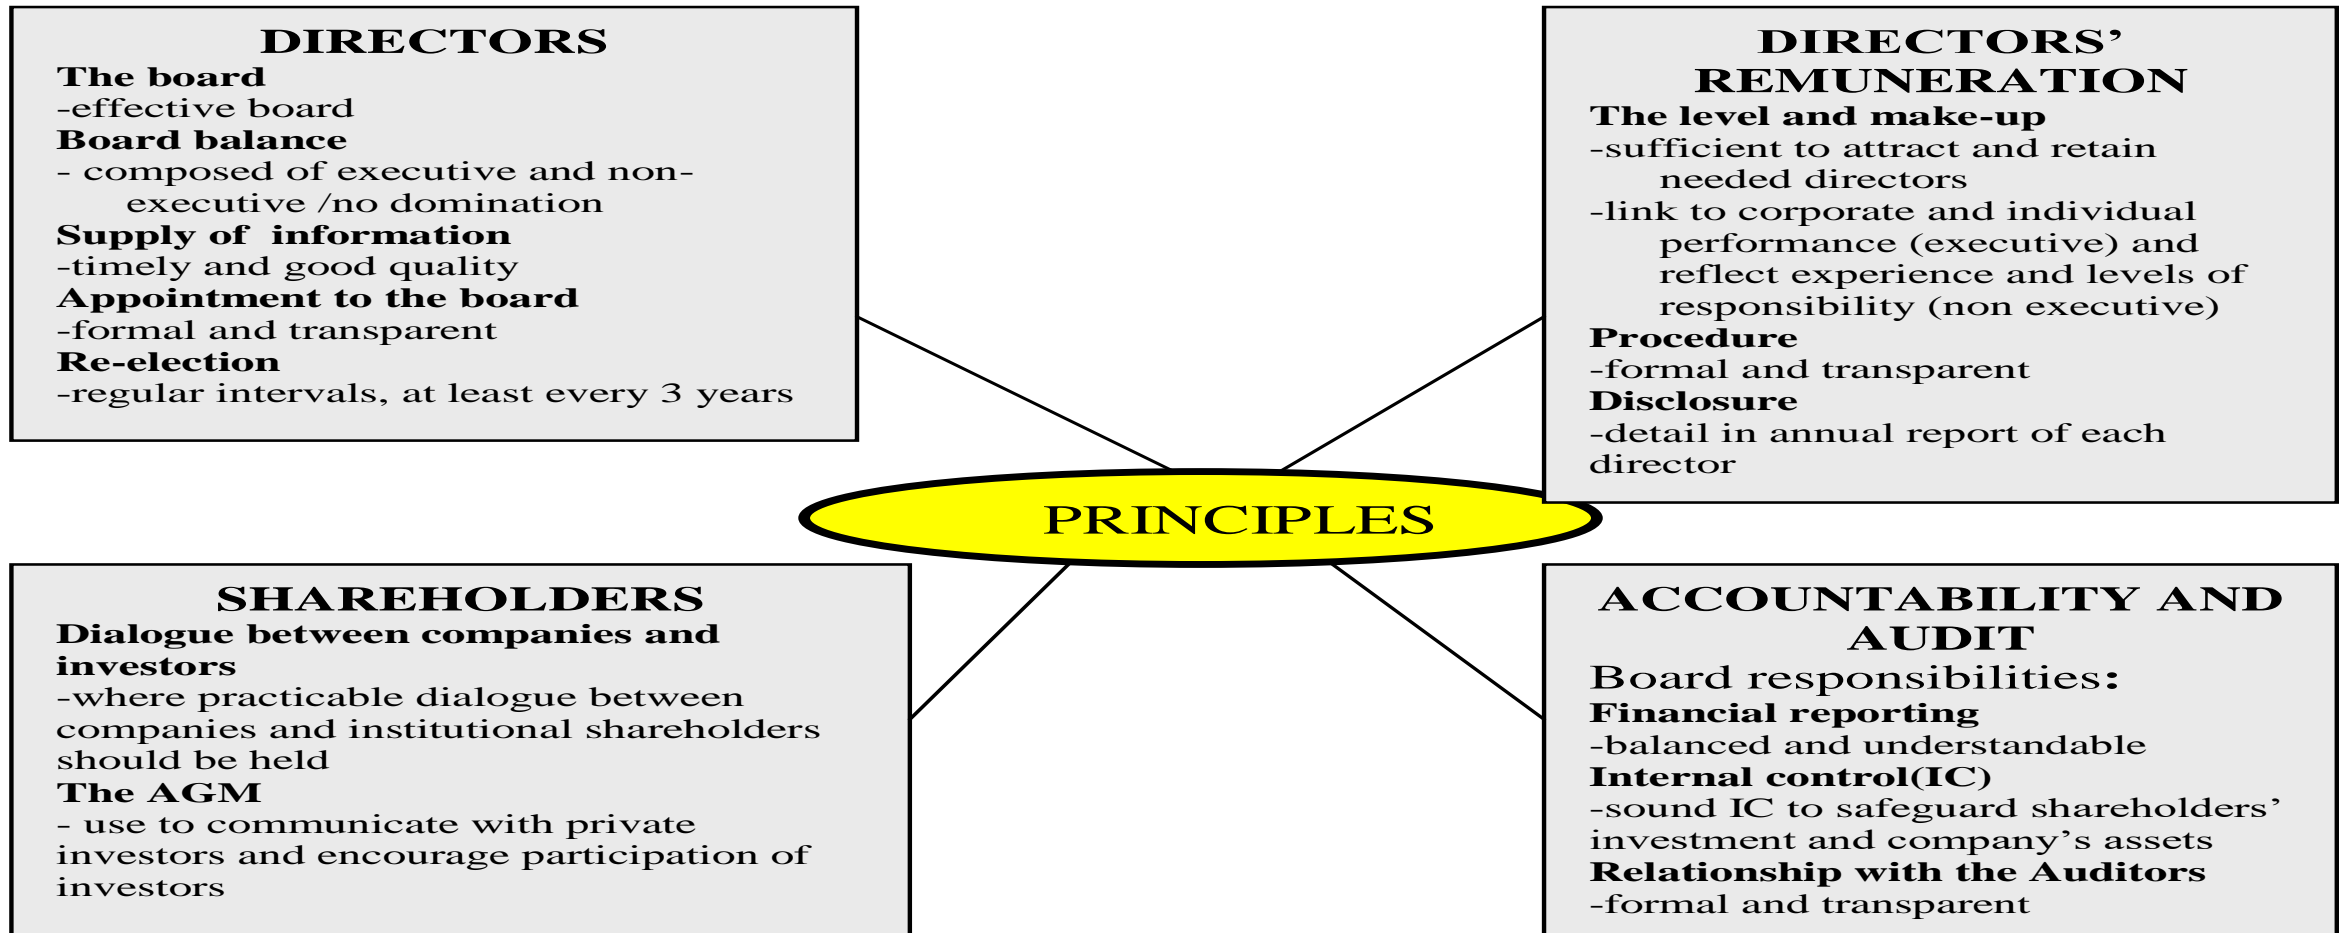 DIRECTORS
The board
-effective board
Board balance
- composed of executive and non-
executive /no domination
Supply of  information
-timely and good quality
Appointment to the board
-formal and transparent
Re-election
-regular intervals, at least every 3 years
DIRECTORS’
REMUNERATION
The level and make-up
-sufficient to attract and retain
needed directors
-link to corporate and individual
performance (executive) and
reflect experience and levels of
responsibility (non executive)
Procedure
-formal and transparent
Disclosure
-detail in annual report of each
director
PRINCIPLES
SHAREHOLDERS
Dialogue between companies and
investors
-where practicable dialogue between
companies and institutional shareholders
should be held
The AGM
- use to communicate with private
investors and encourage participation of
investors
ACCOUNTABILITY AND
AUDIT
Board responsibilities:
Financial reporting
-balanced and understandable
Internal control(IC)
-sound IC to safeguard shareholders’
investment and company’s assets
Relationship with the Auditors
-formal and transparent